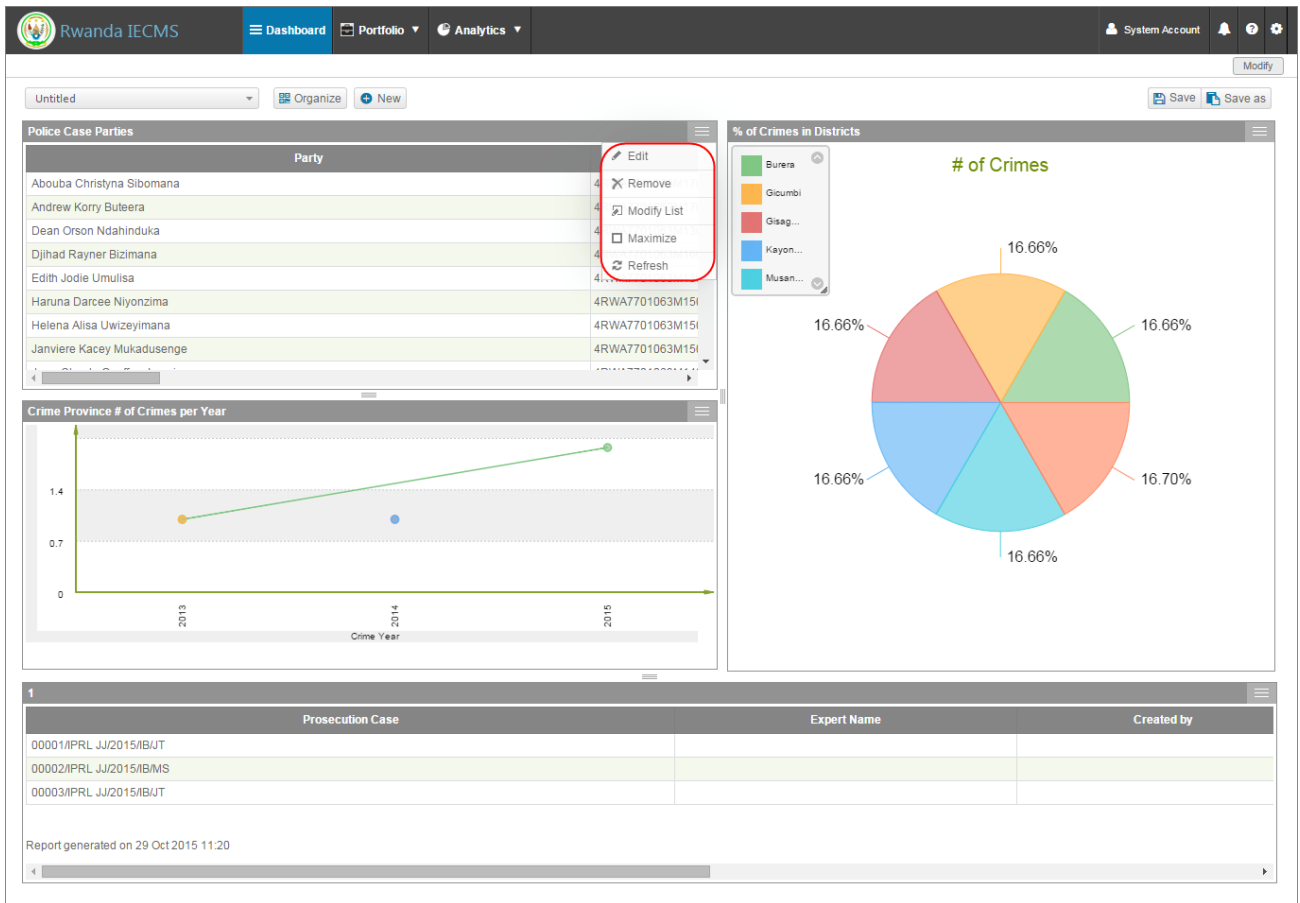 Rwanda IECMS
Dashboard Portfolio Analytics System Account
Modify
Untitled Organize New Save Save as
Police Case Parties
Party
Abouba Christyna Sibomana
Andrew Korry Buteera
Dean Orson Ndahinduka
Djihad Rayner Bizimana
Edith Jodie Umulisa
Haruna Darcee Niyonzima 4RWA7701063M15
Helena Alisa Uwizeyimana 4RWA7701063M15
Janviere Kacey Mukadusenge 4RWA7701063M15
Edit
Remove
Modify List
Maximize
Refresh
% of Crimes in Districts
Burera
Gicumbi
Gisag...
Kayon...
Musan...
# of Crimes
16.66%
16.66% 16.66%
16.66% 16.70%
16.66%
Crime Province # of Crimes per Year
1.4
0.7
0
2013 2014 2015
Crime Year
1
Prosecution Case Expert Name Created by
00001/IPRL JJ/2015/IB/JT
00002/IPRL JJ/2015/IB/MS
00003/IPRL JJ/2015/IB/JT
Report generated on 29 Oct 2015 11:20